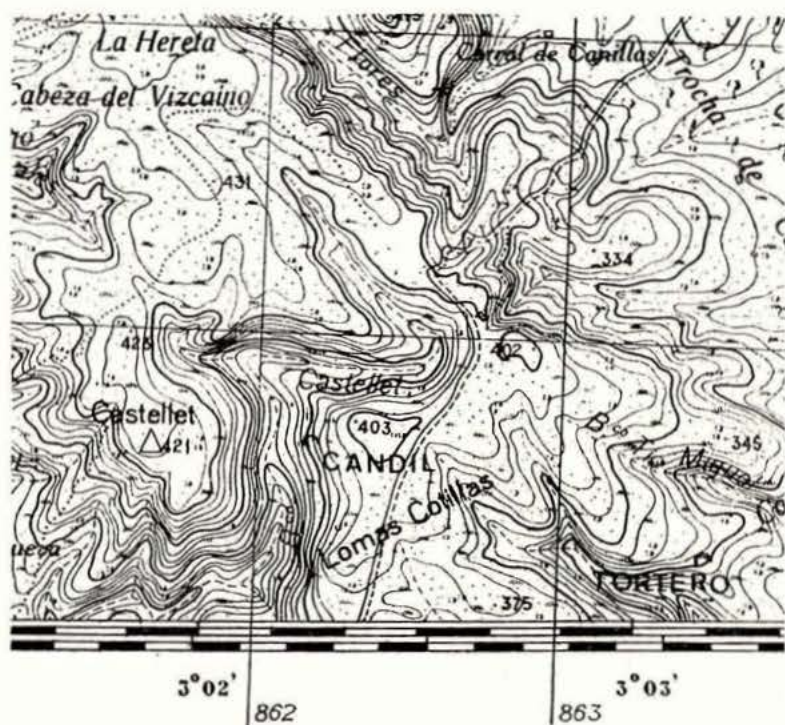 La Hereta
Corral de Canillas
Flores
Cabeza del Vizcaino
Trocha de
431
334
426
402
Castellet
Castellet
421
403
345
CANDIL
Lomas Cotillas
TORTERO
375
3°02'
3°03'
862
863